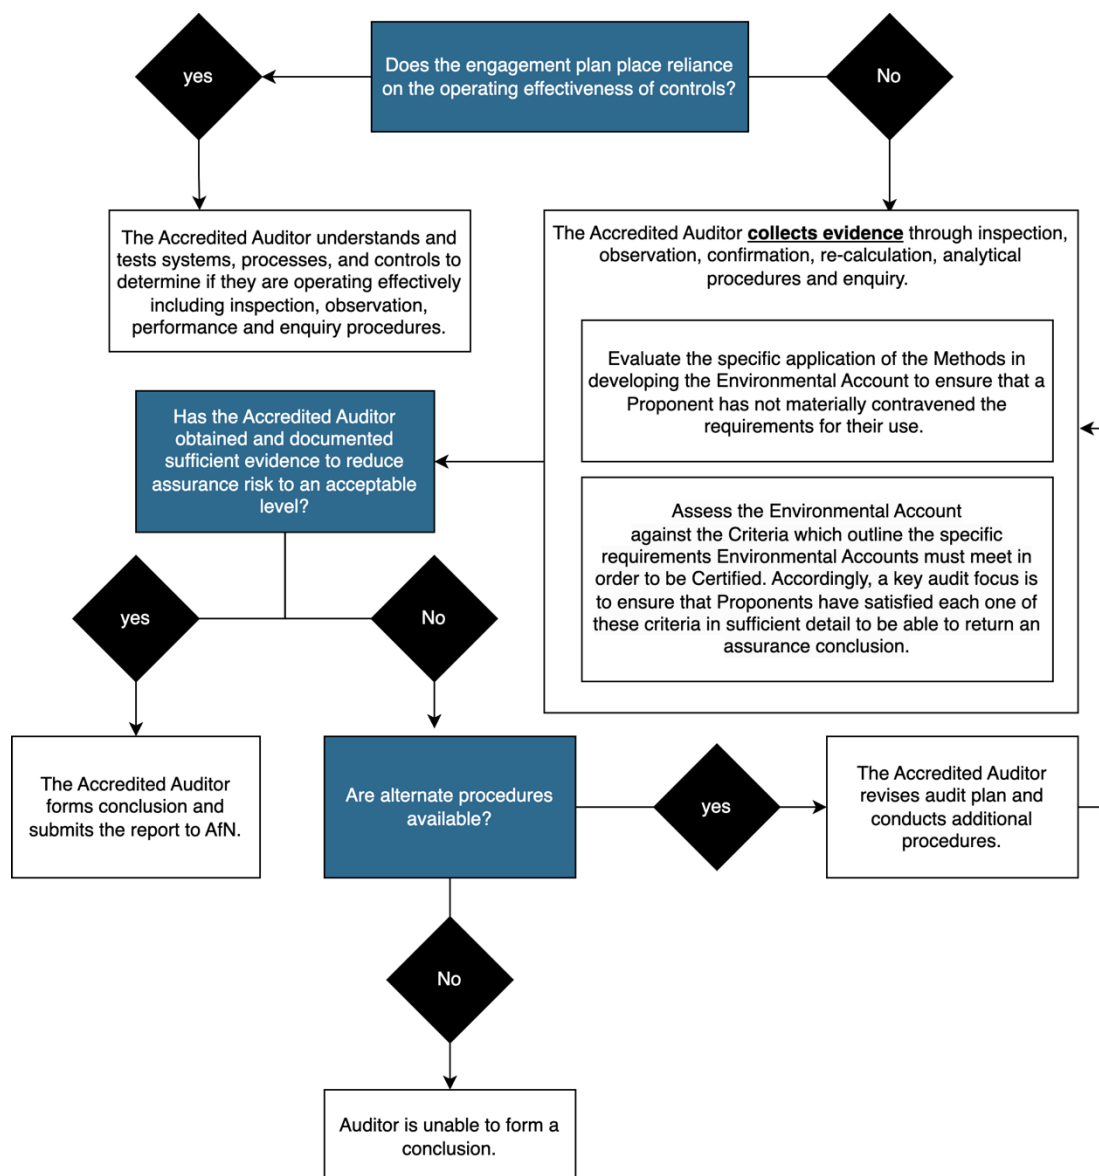 yes
Does the engagement plan place reliance
on the operating effectiveness of controls?
No
The Accredited Auditor understands and
tests systems, processes, and controls to
determine if they are operating effectively
including inspection, observation,
performance and enquiry procedures.
The Accredited Auditor collects evidence through inspection,
observation, confirmation, re-calculation, analytical
procedures and enquiry.
Evaluate the specific application of the Methods in
developing the Environmental Account to ensure that a
Proponent has not materially contravened the
requirements for their use.
Assess the Environmental Account
against the Criteria which outline the specific
requirements Environmental Accounts must meet in
order to be Certified. Accordingly, a key audit focus is
to ensure that Proponents have satisfied each one of
these criteria in sufficient detail to be able to return an
assurance conclusion.
Has the Accredited Auditor
obtained and documented
sufficient evidence to reduce
assurance risk to an acceptable
level?
yes
No
The Accredited Auditor
forms conclusion and
submits the report to AfN.
Are alternate procedures
available?
yes
The Accredited Auditor
revises audit plan and
conducts additional
procedures.
No
Auditor is unable to form a
conclusion.